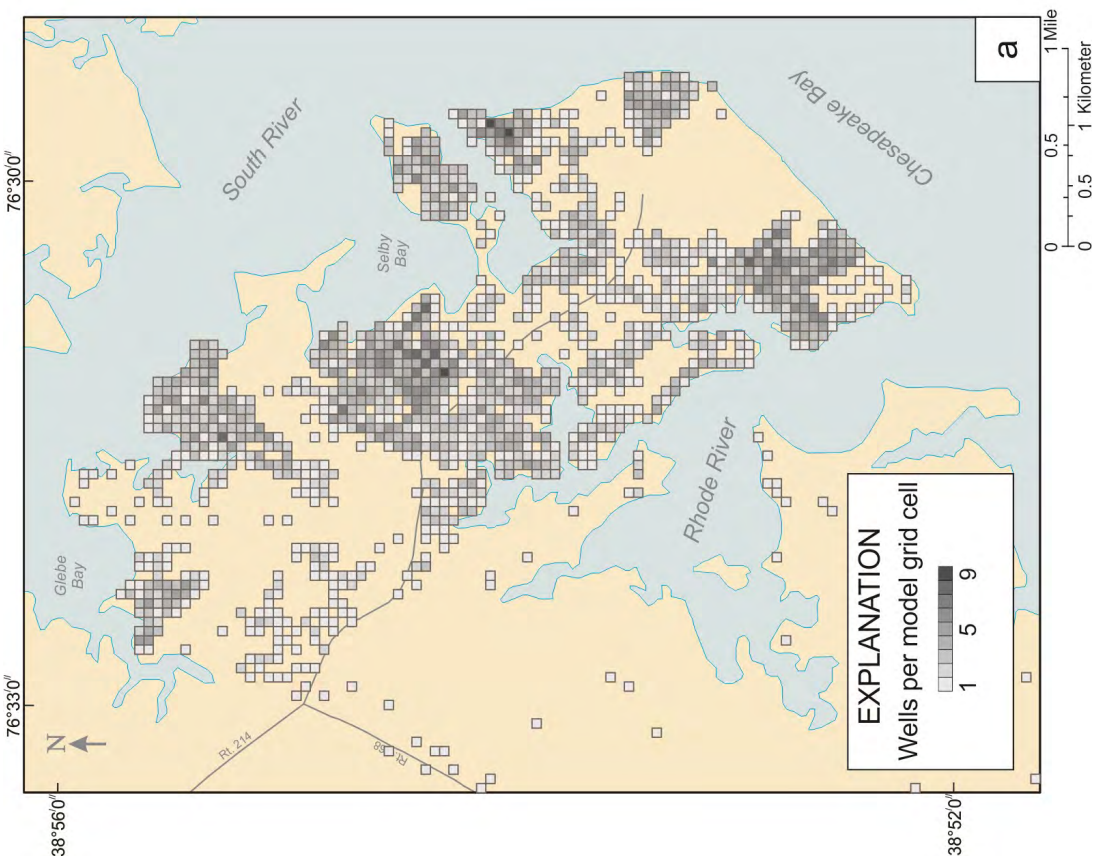 76°33'0"
76°30'0"
38°56'0"
38°52'0"
N
Rt. 214
Rt.
Glebe
Bay
South River
Selby
Bay
Rhode River
Chesapeake Bay
EXPLANATION
Wells per model grid cell
1 5 9
a
0 0.5 1 Mile
0 0.5 1 Kilometer